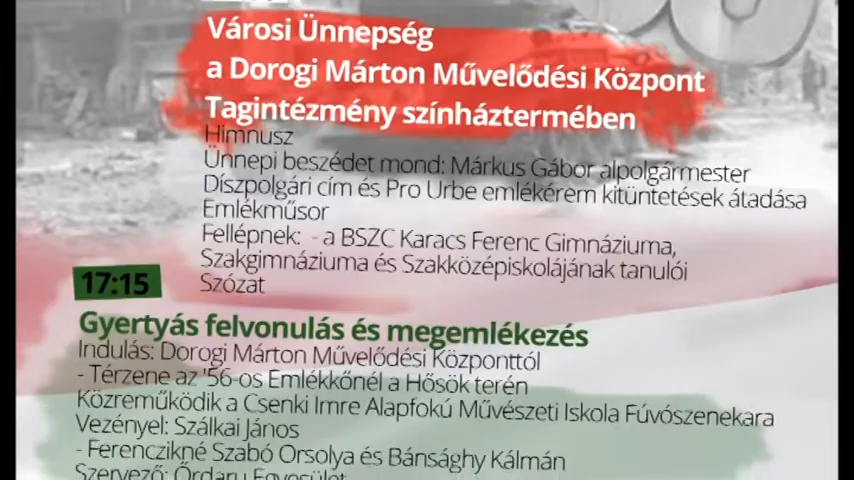 Városi Ünnepség
a Dorogi Márton Művelődési Központ
Tagintézmény színháztermében
Himnusz
Ünnepi beszédet mond: Márkus Gábor alpolgármester
Díszpolgári cím és Pro Urbe emlékérem kitüntetések átadása
Emlékműsor
Fellépnek: - a BSZC Karacs Ferenc Gimnáziuma,
Szakgimnáziuma és Szakközépiskolájának tanulói
Szózat
17:15
Gyertyás felvonulás és megemlékezés
Indulás: Dorogi Márton Művelődési Központtól
- Térzene az '56-os Emlékkőnél a Hősök terén
Közreműködik a Csenki Imre Alapfokú Művészeti Iskola Fúvószenekara
Vezényel: Szálkai János
- Ferenczikné Szabó Orsolya és Bánsághy Kálmán
Szervező: Őrdaru Egyesület